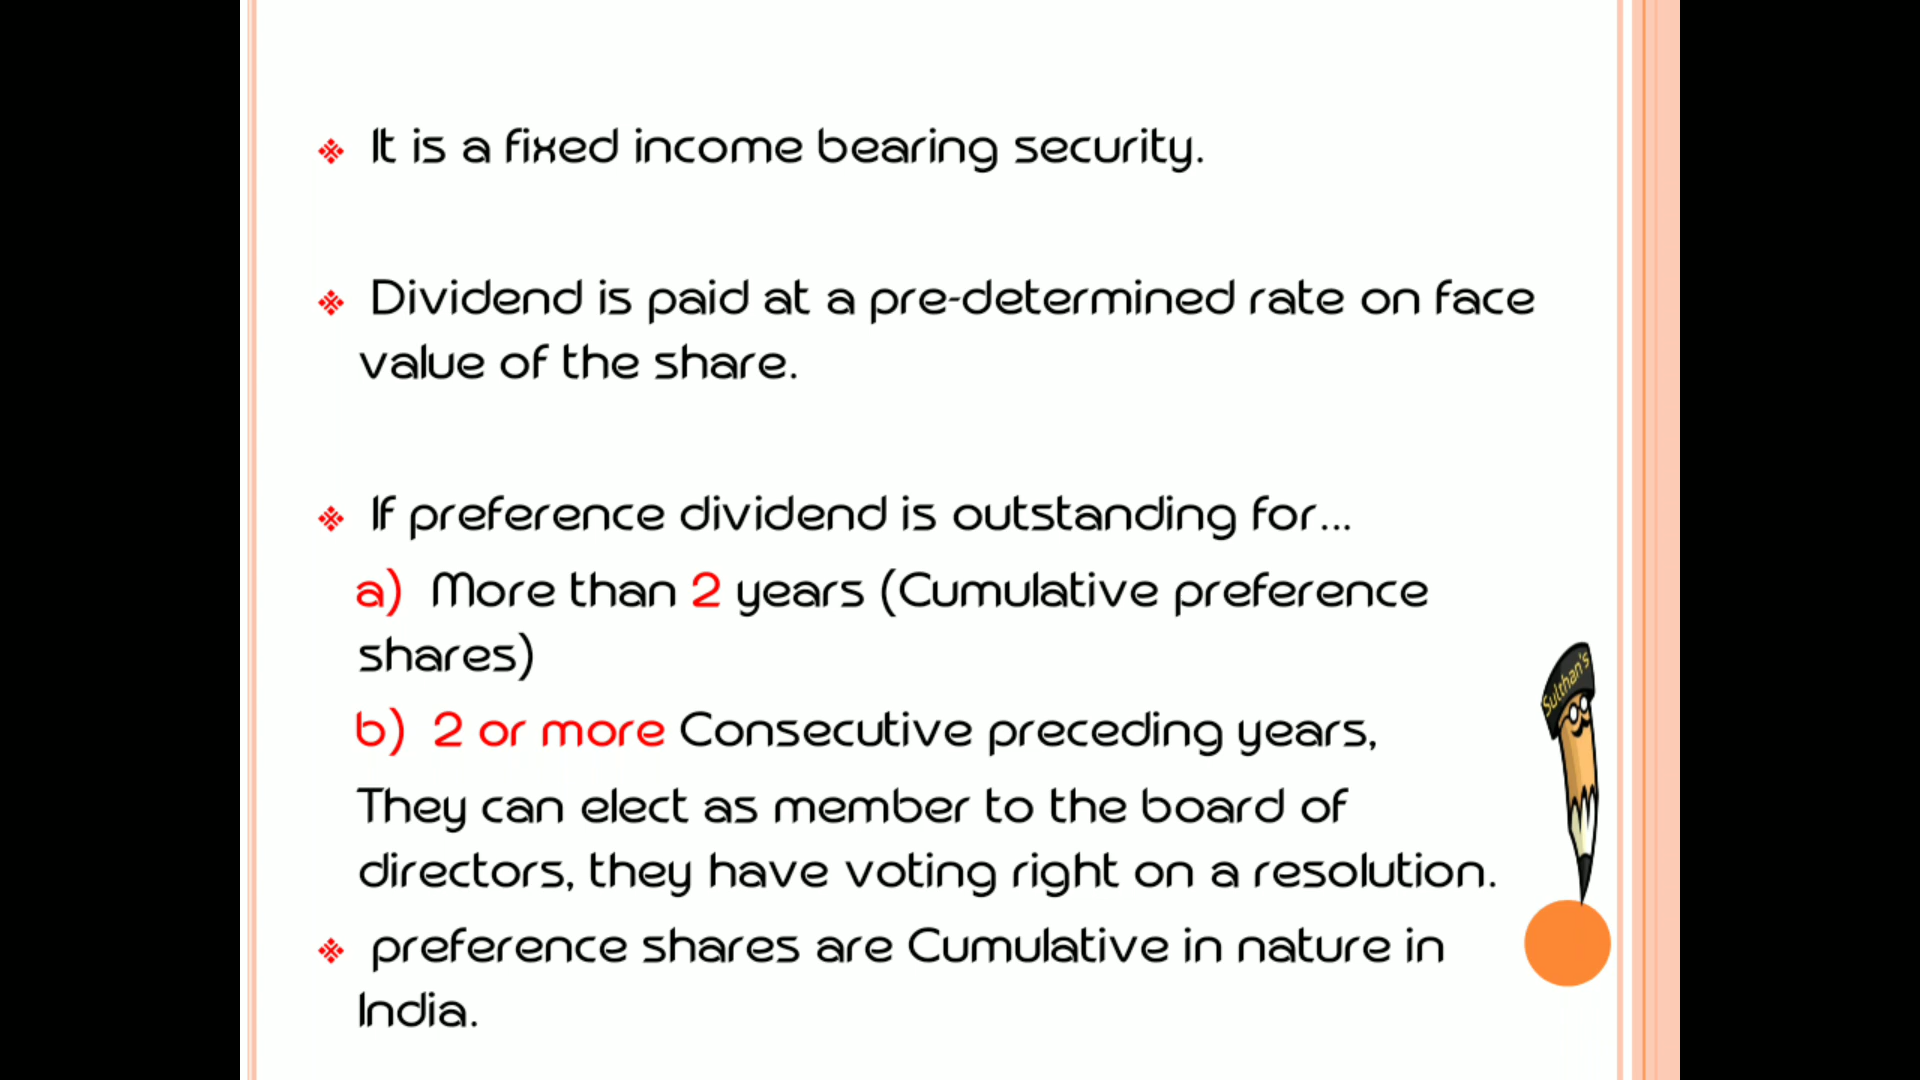 It is a fixed income bearing security.
Dividend is paid at a pre-determined rate on face
value of the share.
If preference dividend is outstanding for...
a) More than 2 years (Cumulative preference
shares)
b) 2 or more Consecutive preceding years,
They can elect as member to the board of
directors, they have voting right on a resolution.
Sulthan's
preference shares are Cumulative in nature in
India.